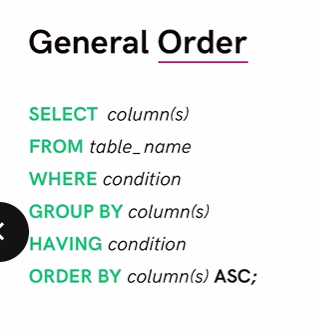 General Order
SELECT column(s)
FROM table_name
WHERE condition
GROUP BY column(s)
HAVING condition
ORDER BY column(s) ASC;